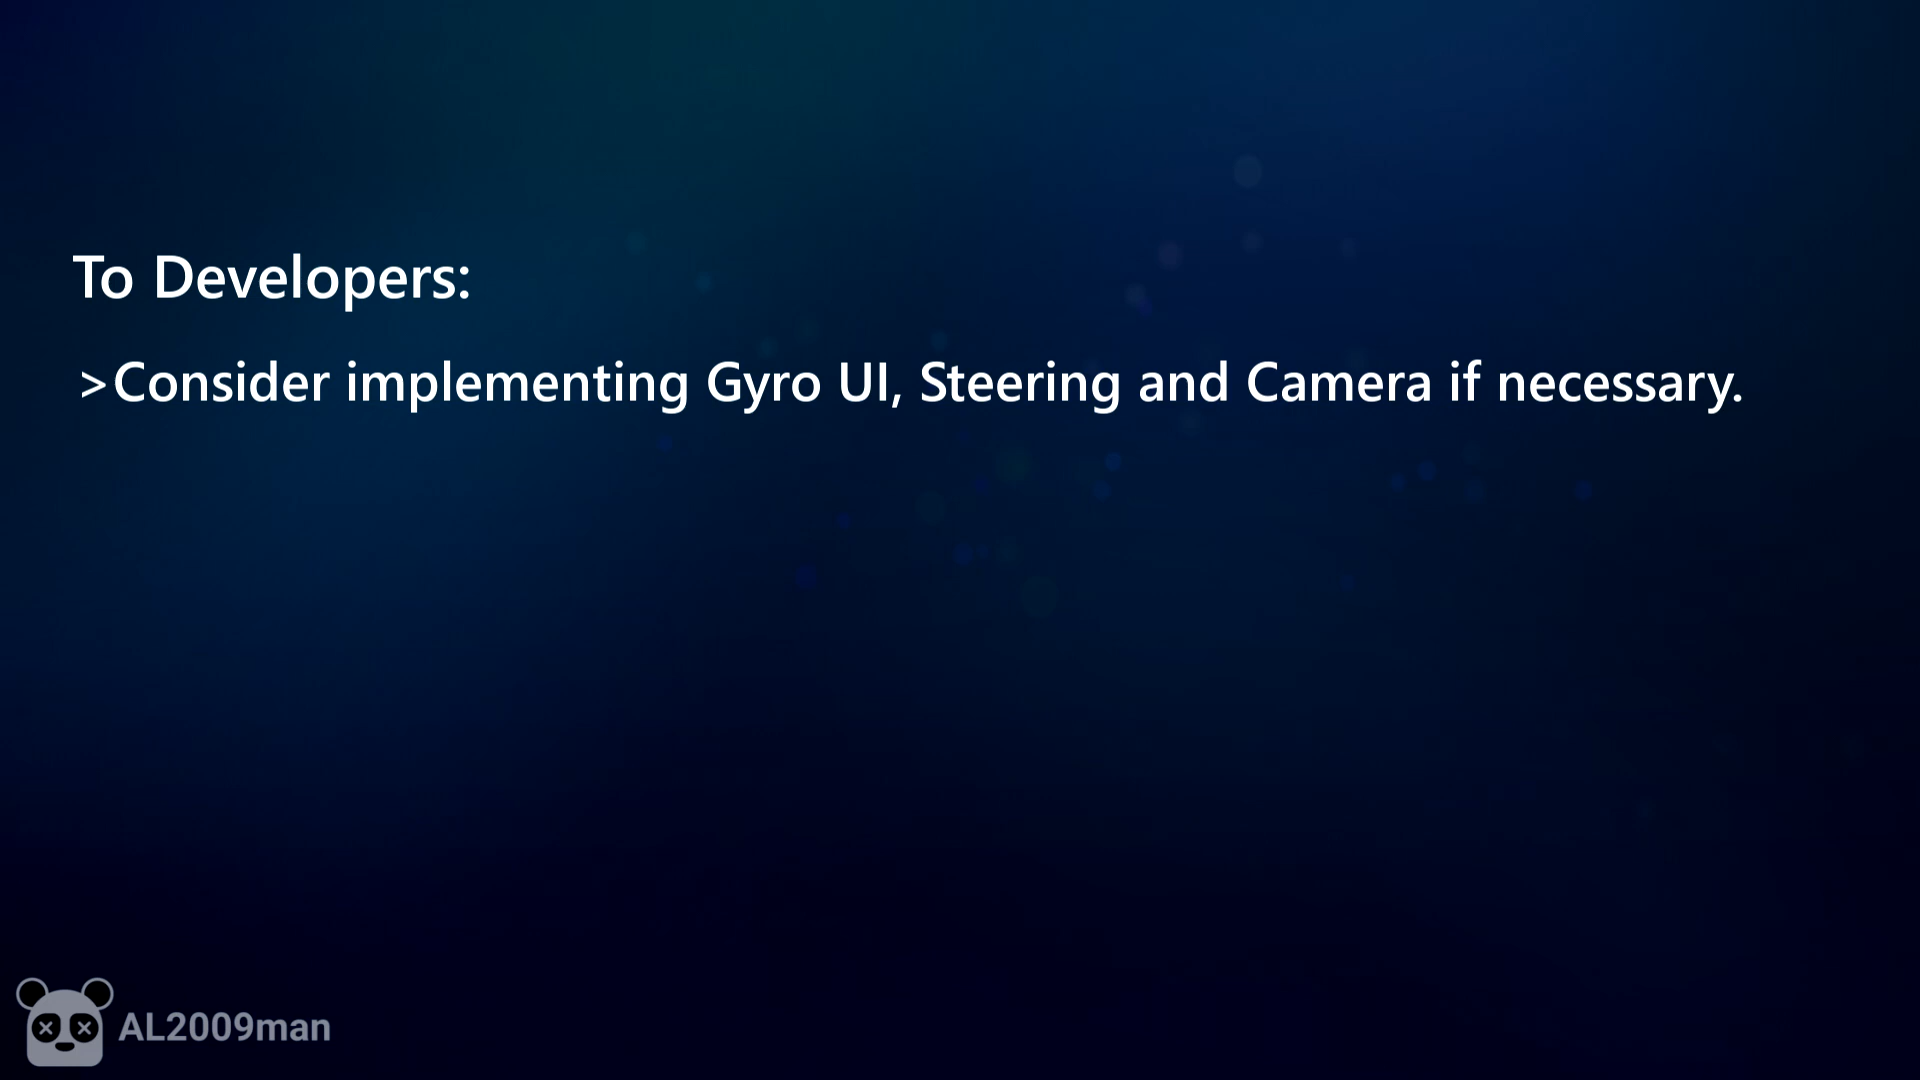 To Developers:
>Consider implementing Gyro UI, Steering and Camera if necessary.
AL2009man